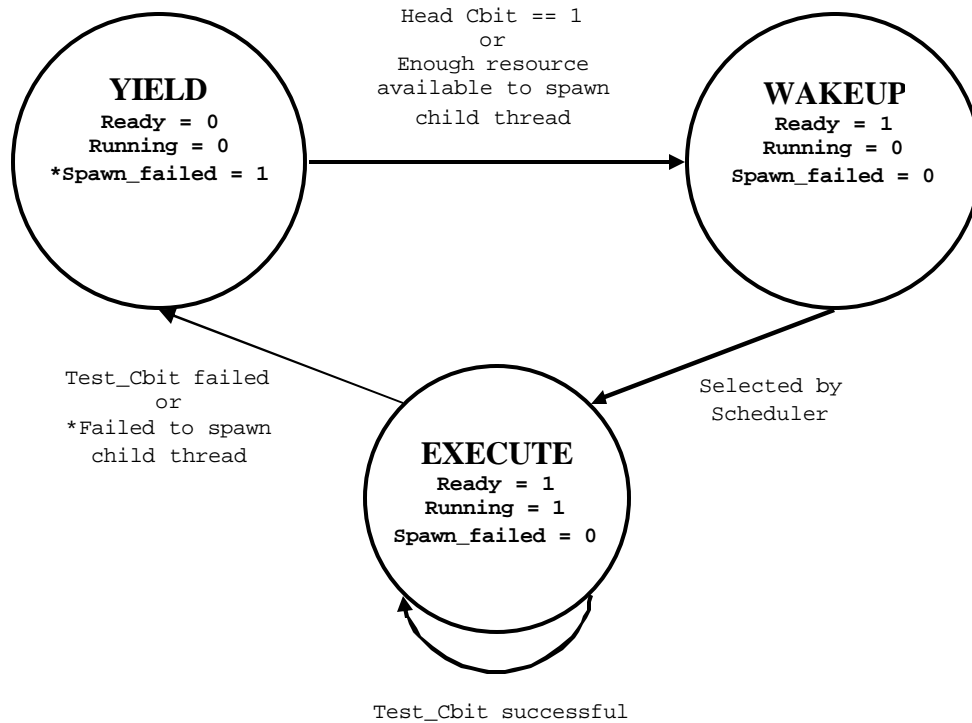 Head Cbit == 1
or
Enough resource
available to spawn
child thread
YIELD
Ready = 0
Running = 0
*Spawn_failed = 1
WAKEUP
Ready = 1
Running = 0
Spawn_failed = 0
Test_Cbit failed
or
*Failed to spawn
child thread
Selected by
Scheduler
EXECUTE
Ready = 1
Running = 1
Spawn_failed = 0
Test_Cbit successful